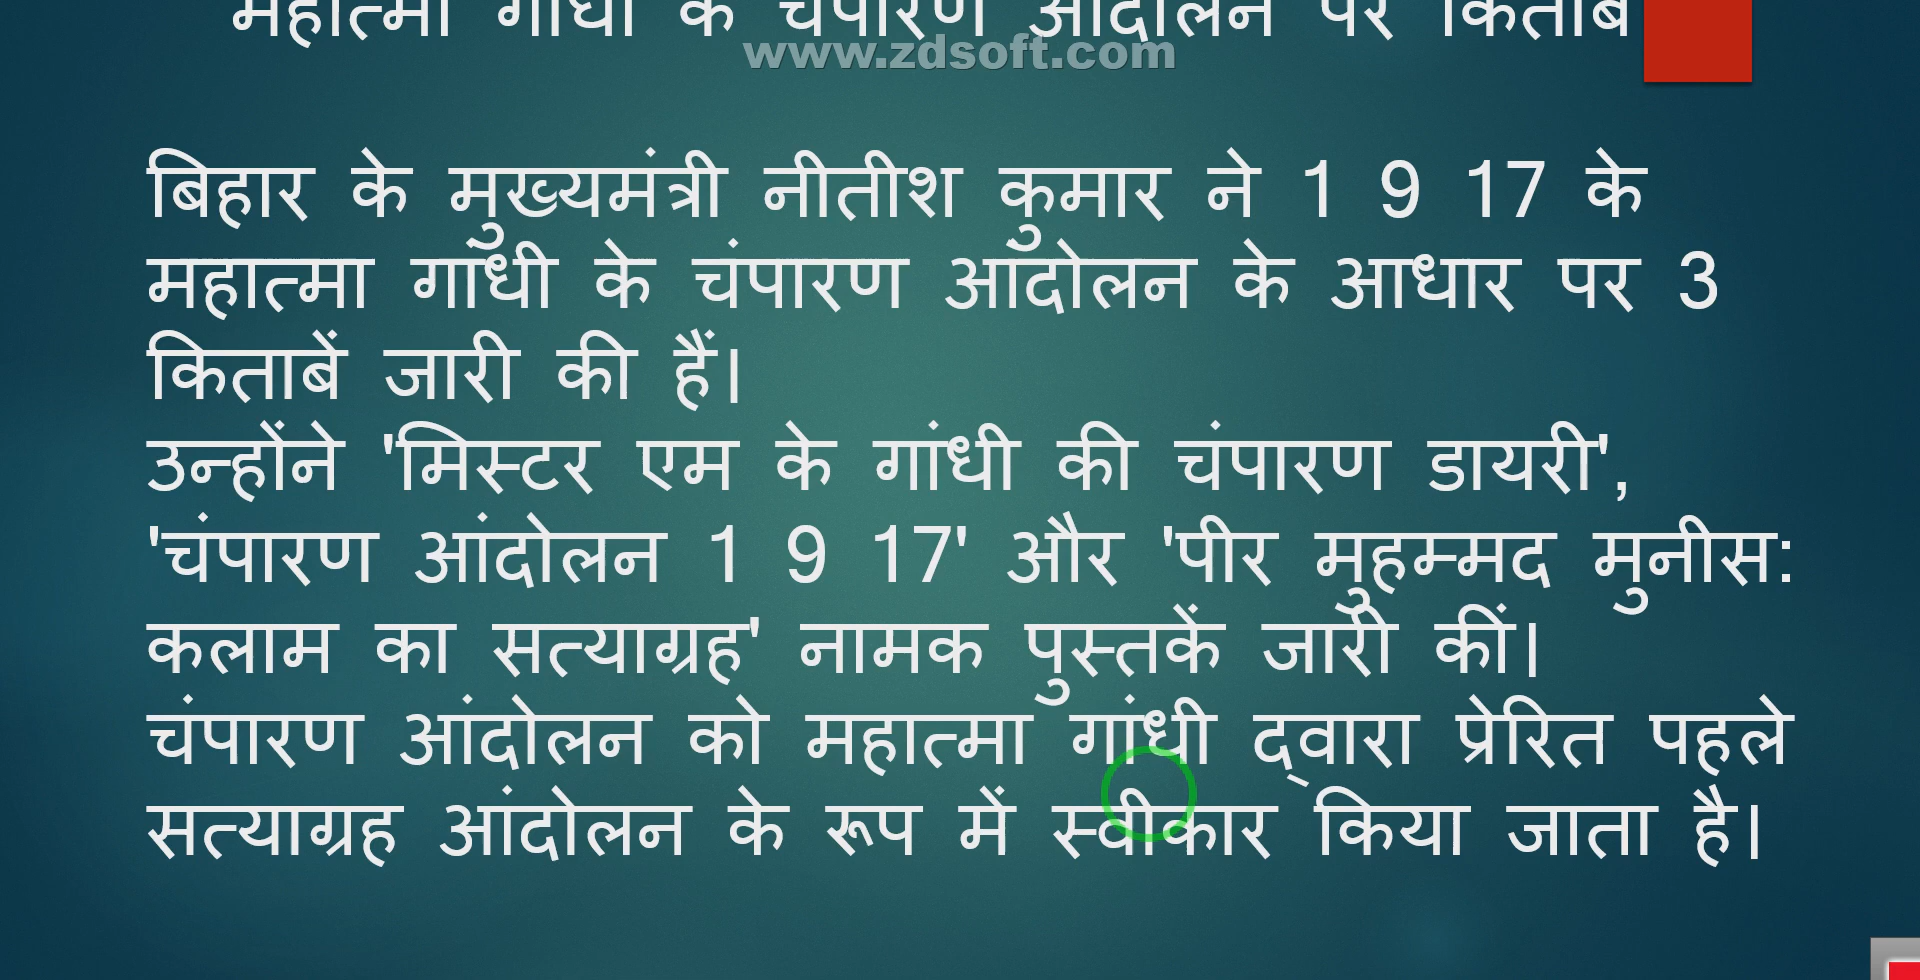 महात्मा गांधी के चंपारण आंदोलन पर किताबें
www.zdsoft.com
बिहार के मुख्यमंत्री नीतीश कुमार ने 1 9 17 के
महात्मा गांधी के चंपारण आंदोलन के आधार पर 3
किताबें जारी की हैं।
उन्होंने 'मिस्टर एम के गांधी की चंपारण डायरी',
'चंपारण आंदोलन 1 9 17' और 'पीर मुहम्मद मुनीस:
कलाम का सत्याग्रह' नामक पुस्तकें जारी कीं।
चंपारण आंदोलन को महात्मा गांधी द्वारा प्रेरित पहले
सत्याग्रह आंदोलन के रूप में स्वीकार किया जाता है।